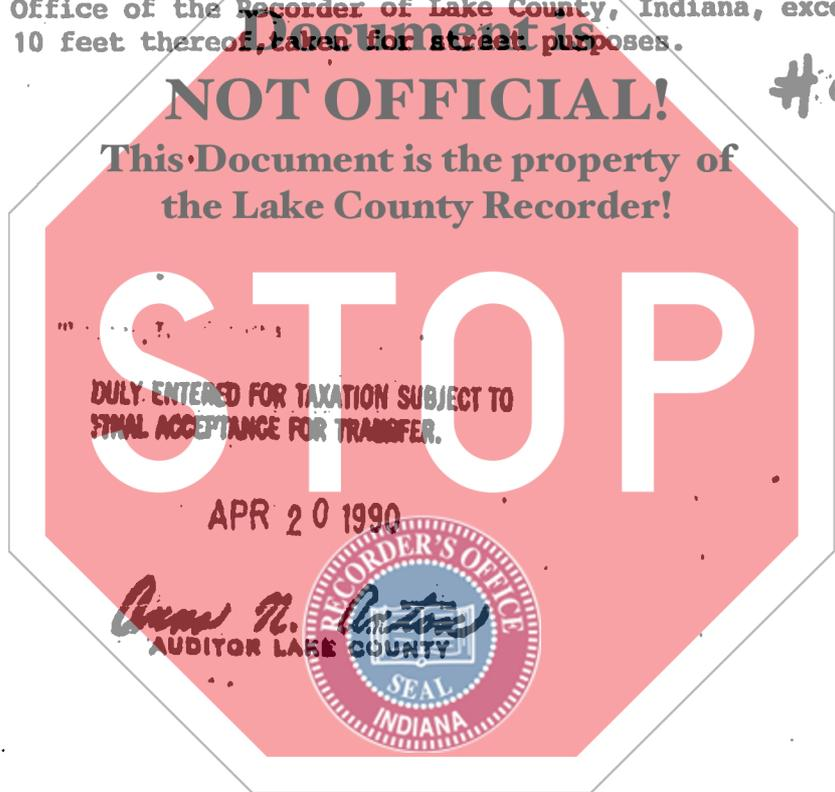 Office of the Recorder of Lake County, Indiana, exc
10 feet thereof, taken for street purposes.
Document is
NOT OFFICIAL!
This Document is the property of
the Lake County Recorder!
#
STOP
DULY ENTERED FOR TAXATION SUBJECT TO
FINAL ACCEPTANCE FOR TRANSFER.
APR 20 1990
Anna N. Anton
AUDITOR LAKE COUNTY
RECORDER'S OFFICE
SEAL
INDIANA